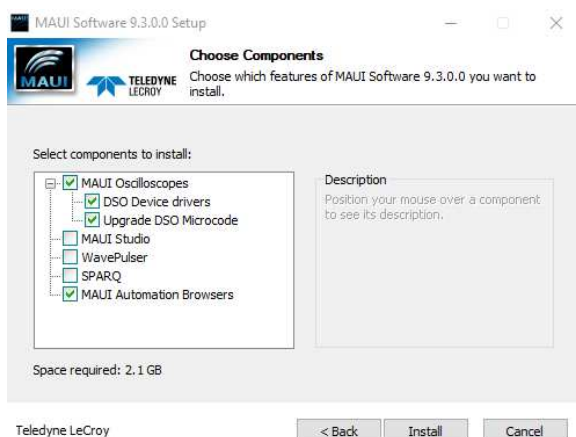 MAUI Software 9.3.0.0 Setup
MAUI
TELEDYNE
LECROY
Choose Components
Choose which features of MAUI Software 9.3.0.0 you want to
install.
Select components to install:
MAUI Oscilloscopes
DSO Device drivers
Upgrade DSO Microcode
MAUI Studio
WavePulser
SPARQ
MAUI Automation Browsers
Description
Position your mouse over a component
to see its description.
Space required: 2.1 GB
Teledyne LeCroy
< Back
Install
Cancel